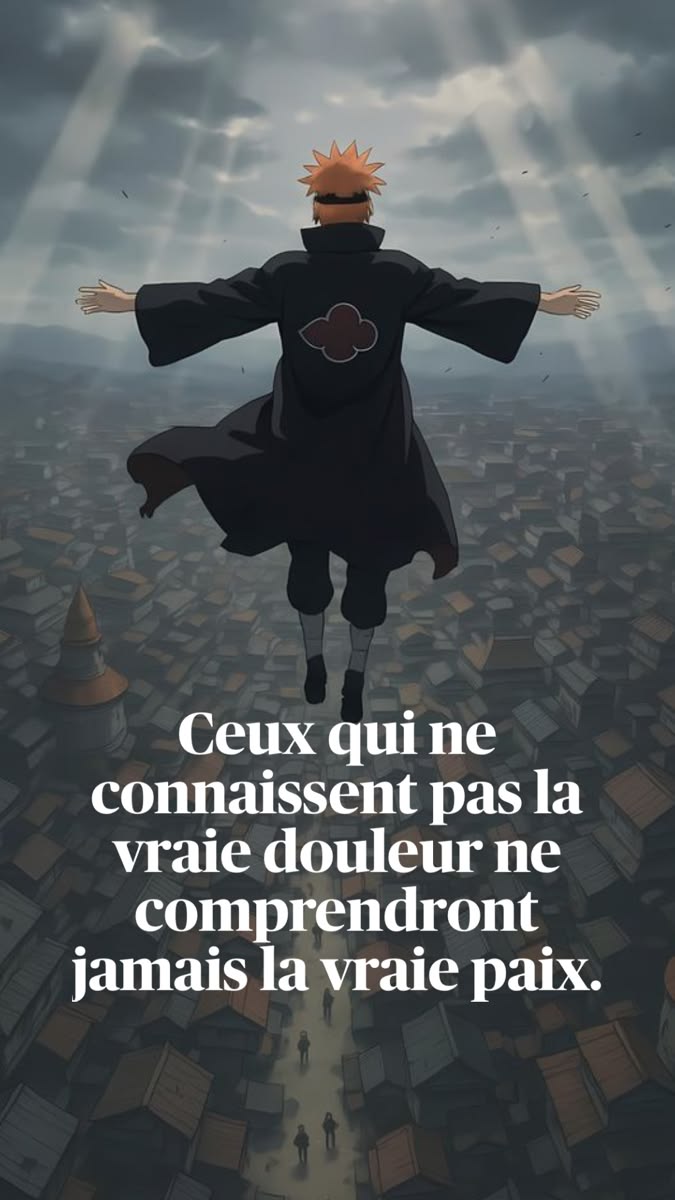 Ceux qui ne
connaissent pas la
vraie douleur ne
comprendront
jamais la vraie paix.